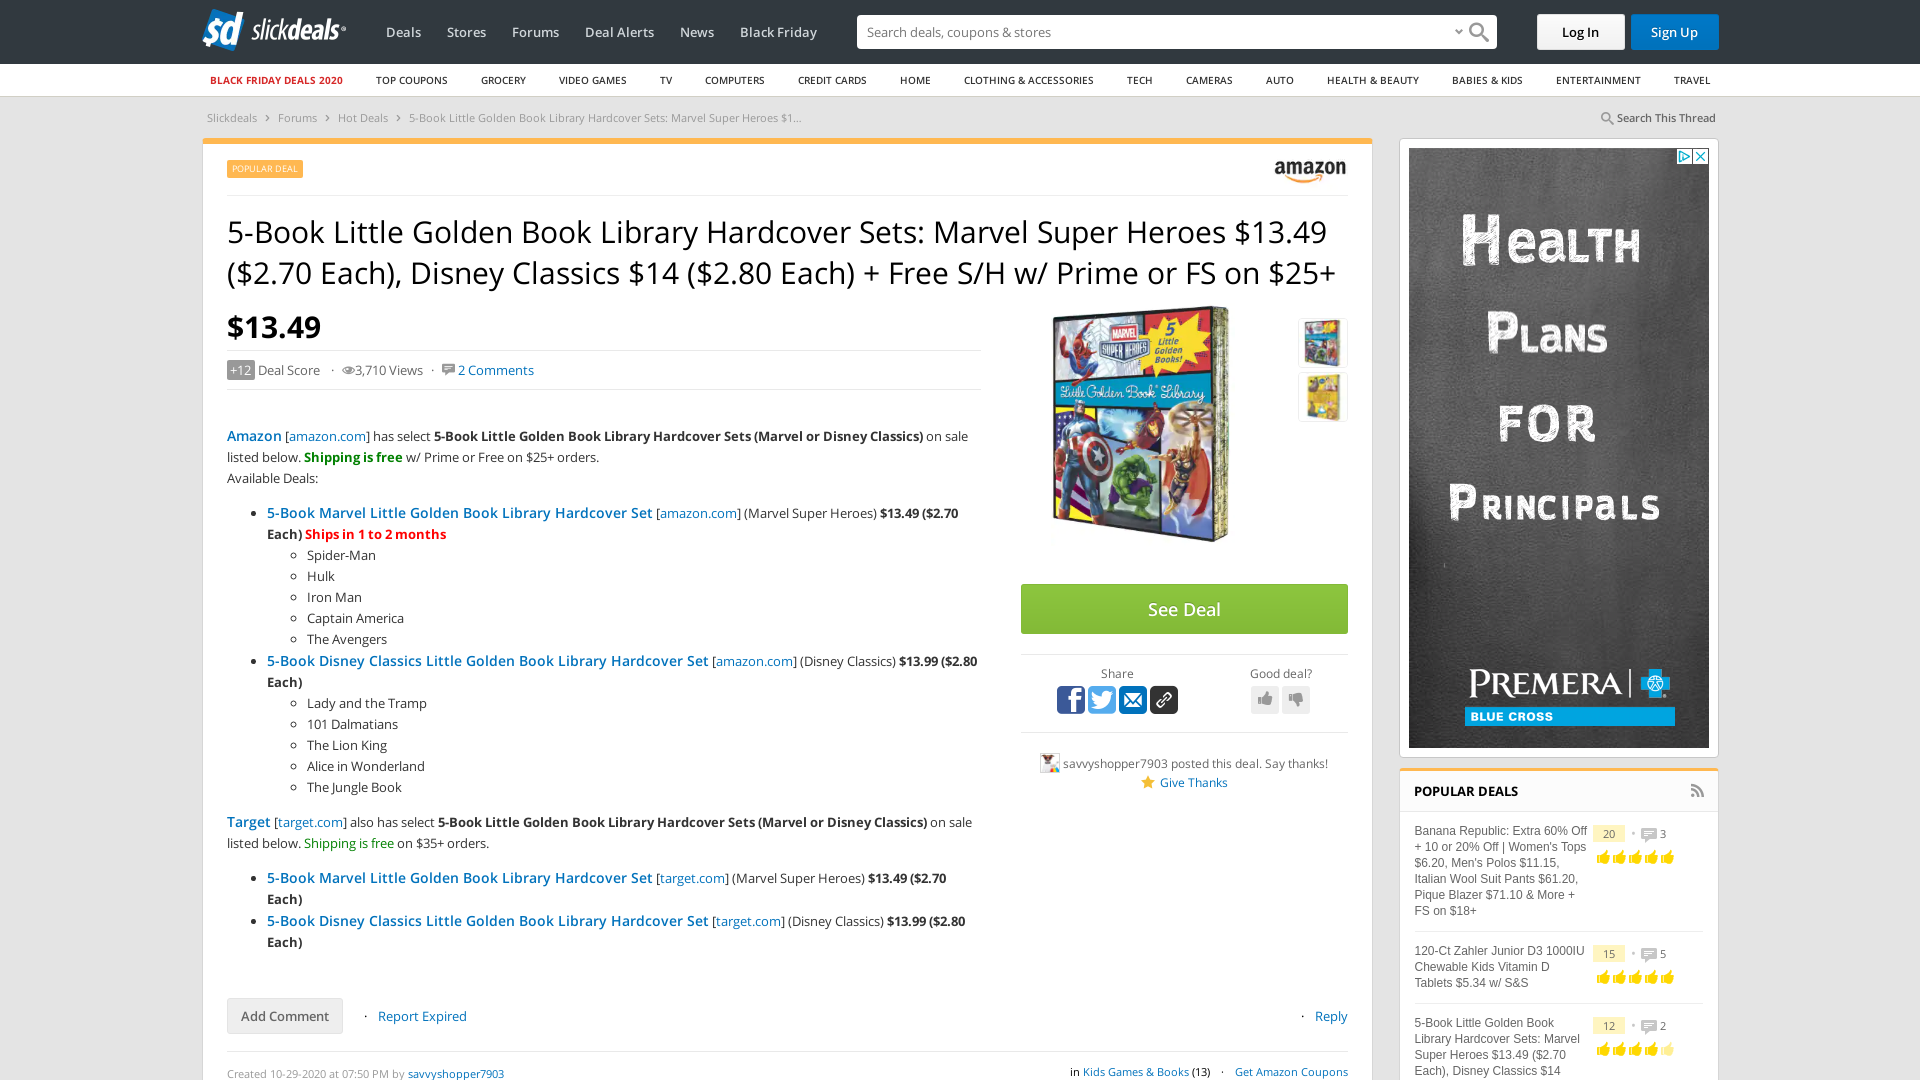 sd slickdeals
Deals Stores Forums Deal Alerts News Black Friday
Search deals, coupons & stores
Log In Sign Up
BLACK FRIDAY DEALS 2020 TOP COUPONS GROCERY VIDEO GAMES TV COMPUTERS CREDIT CARDS HOME CLOTHING & ACCESSORIES TECH CAMERAS AUTO HEALTH & BEAUTY BABIES & KIDS ENTERTAINMENT TRAVEL
Slickdeals > Forums > Hot Deals > 5-Book Little Golden Book Library Hardcover Sets: Marvel Super Heroes $1...
Search This Thread
POPULAR DEAL
amazon
5-Book Little Golden Book Library Hardcover Sets: Marvel Super Heroes $13.49
($2.70 Each), Disney Classics $14 ($2.80 Each) + Free S/H w/ Prime or FS on $25+
$13.49
+12 Deal Score · 3,710 Views · 2 Comments
Amazon [amazon.com] has select 5-Book Little Golden Book Library Hardcover Sets (Marvel or Disney Classics) on sale
listed below. Shipping is free w/ Prime or Free on $25+ orders.
Available Deals:
5-Book Marvel Little Golden Book Library Hardcover Set [amazon.com] (Marvel Super Heroes) $13.49 ($2.70
Each) Ships in 1 to 2 months
Spider-Man
Hulk
Iron Man
Captain America
The Avengers
5-Book Disney Classics Little Golden Book Library Hardcover Set [amazon.com] (Disney Classics) $13.99 ($2.80
Each)
Lady and the Tramp
101 Dalmatians
The Lion King
Alice in Wonderland
The Jungle Book
Target [target.com] also has select 5-Book Little Golden Book Library Hardcover Sets (Marvel or Disney Classics) on sale
listed below. Shipping is free on $35+ orders.
5-Book Marvel Little Golden Book Library Hardcover Set [target.com] (Marvel Super Heroes) $13.49 ($2.70
Each)
5-Book Disney Classics Little Golden Book Library Hardcover Set [target.com] (Disney Classics) $13.99 ($2.80
Each)
Add Comment · Report Expired
· Reply
Created 10-29-2020 at 07:50 PM by savvyshopper7903
in Kids Games & Books (13) · Get Amazon Coupons
MARVEL
SUPER HEROES
5
Little
Golden
Books!
Little Golden Book Library
See Deal
Share
Good deal?
savvyshopper7903 posted this deal. Say thanks!
Give Thanks
HEALTH
PLANS
FOR
PRINCIPALS
PREMERA
BLUE CROSS
POPULAR DEALS
Banana Republic: Extra 60% Off
+ 10 or 20% Off | Women's Tops
$6.20, Men's Polos $11.15,
Italian Wool Suit Pants $61.20,
Pique Blazer $71.10 & More +
FS on $18+
20 · 3
120-Ct Zahler Junior D3 1000IU
Chewable Kids Vitamin D
Tablets $5.34 w/ S&S
15 · 5
5-Book Little Golden Book
Library Hardcover Sets: Marvel
Super Heroes $13.49 ($2.70
Each), Disney Classics $14
12 · 2